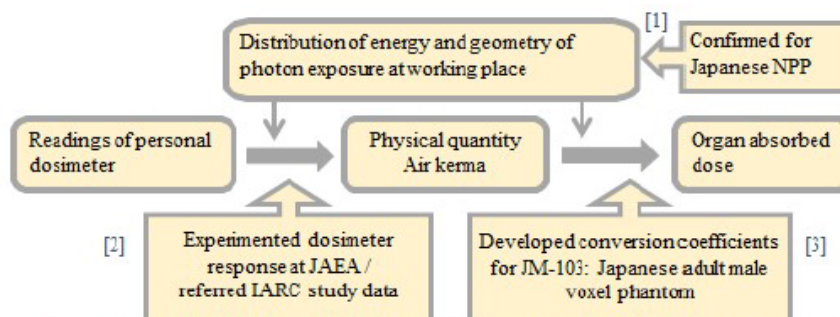 [1]
Distribution of energy and geometry of
photon exposure at working place
Confirmed for
Japanese NPP
Readings of personal
dosimeter
Physical quantity
Air kerma
Organ absorbed
dose
[2]
Experimented dosimeter
response at JAEA /
referred IARC study data
Developed conversion coefficients
for JM-103: Japanese adult male
voxel phantom
[3]